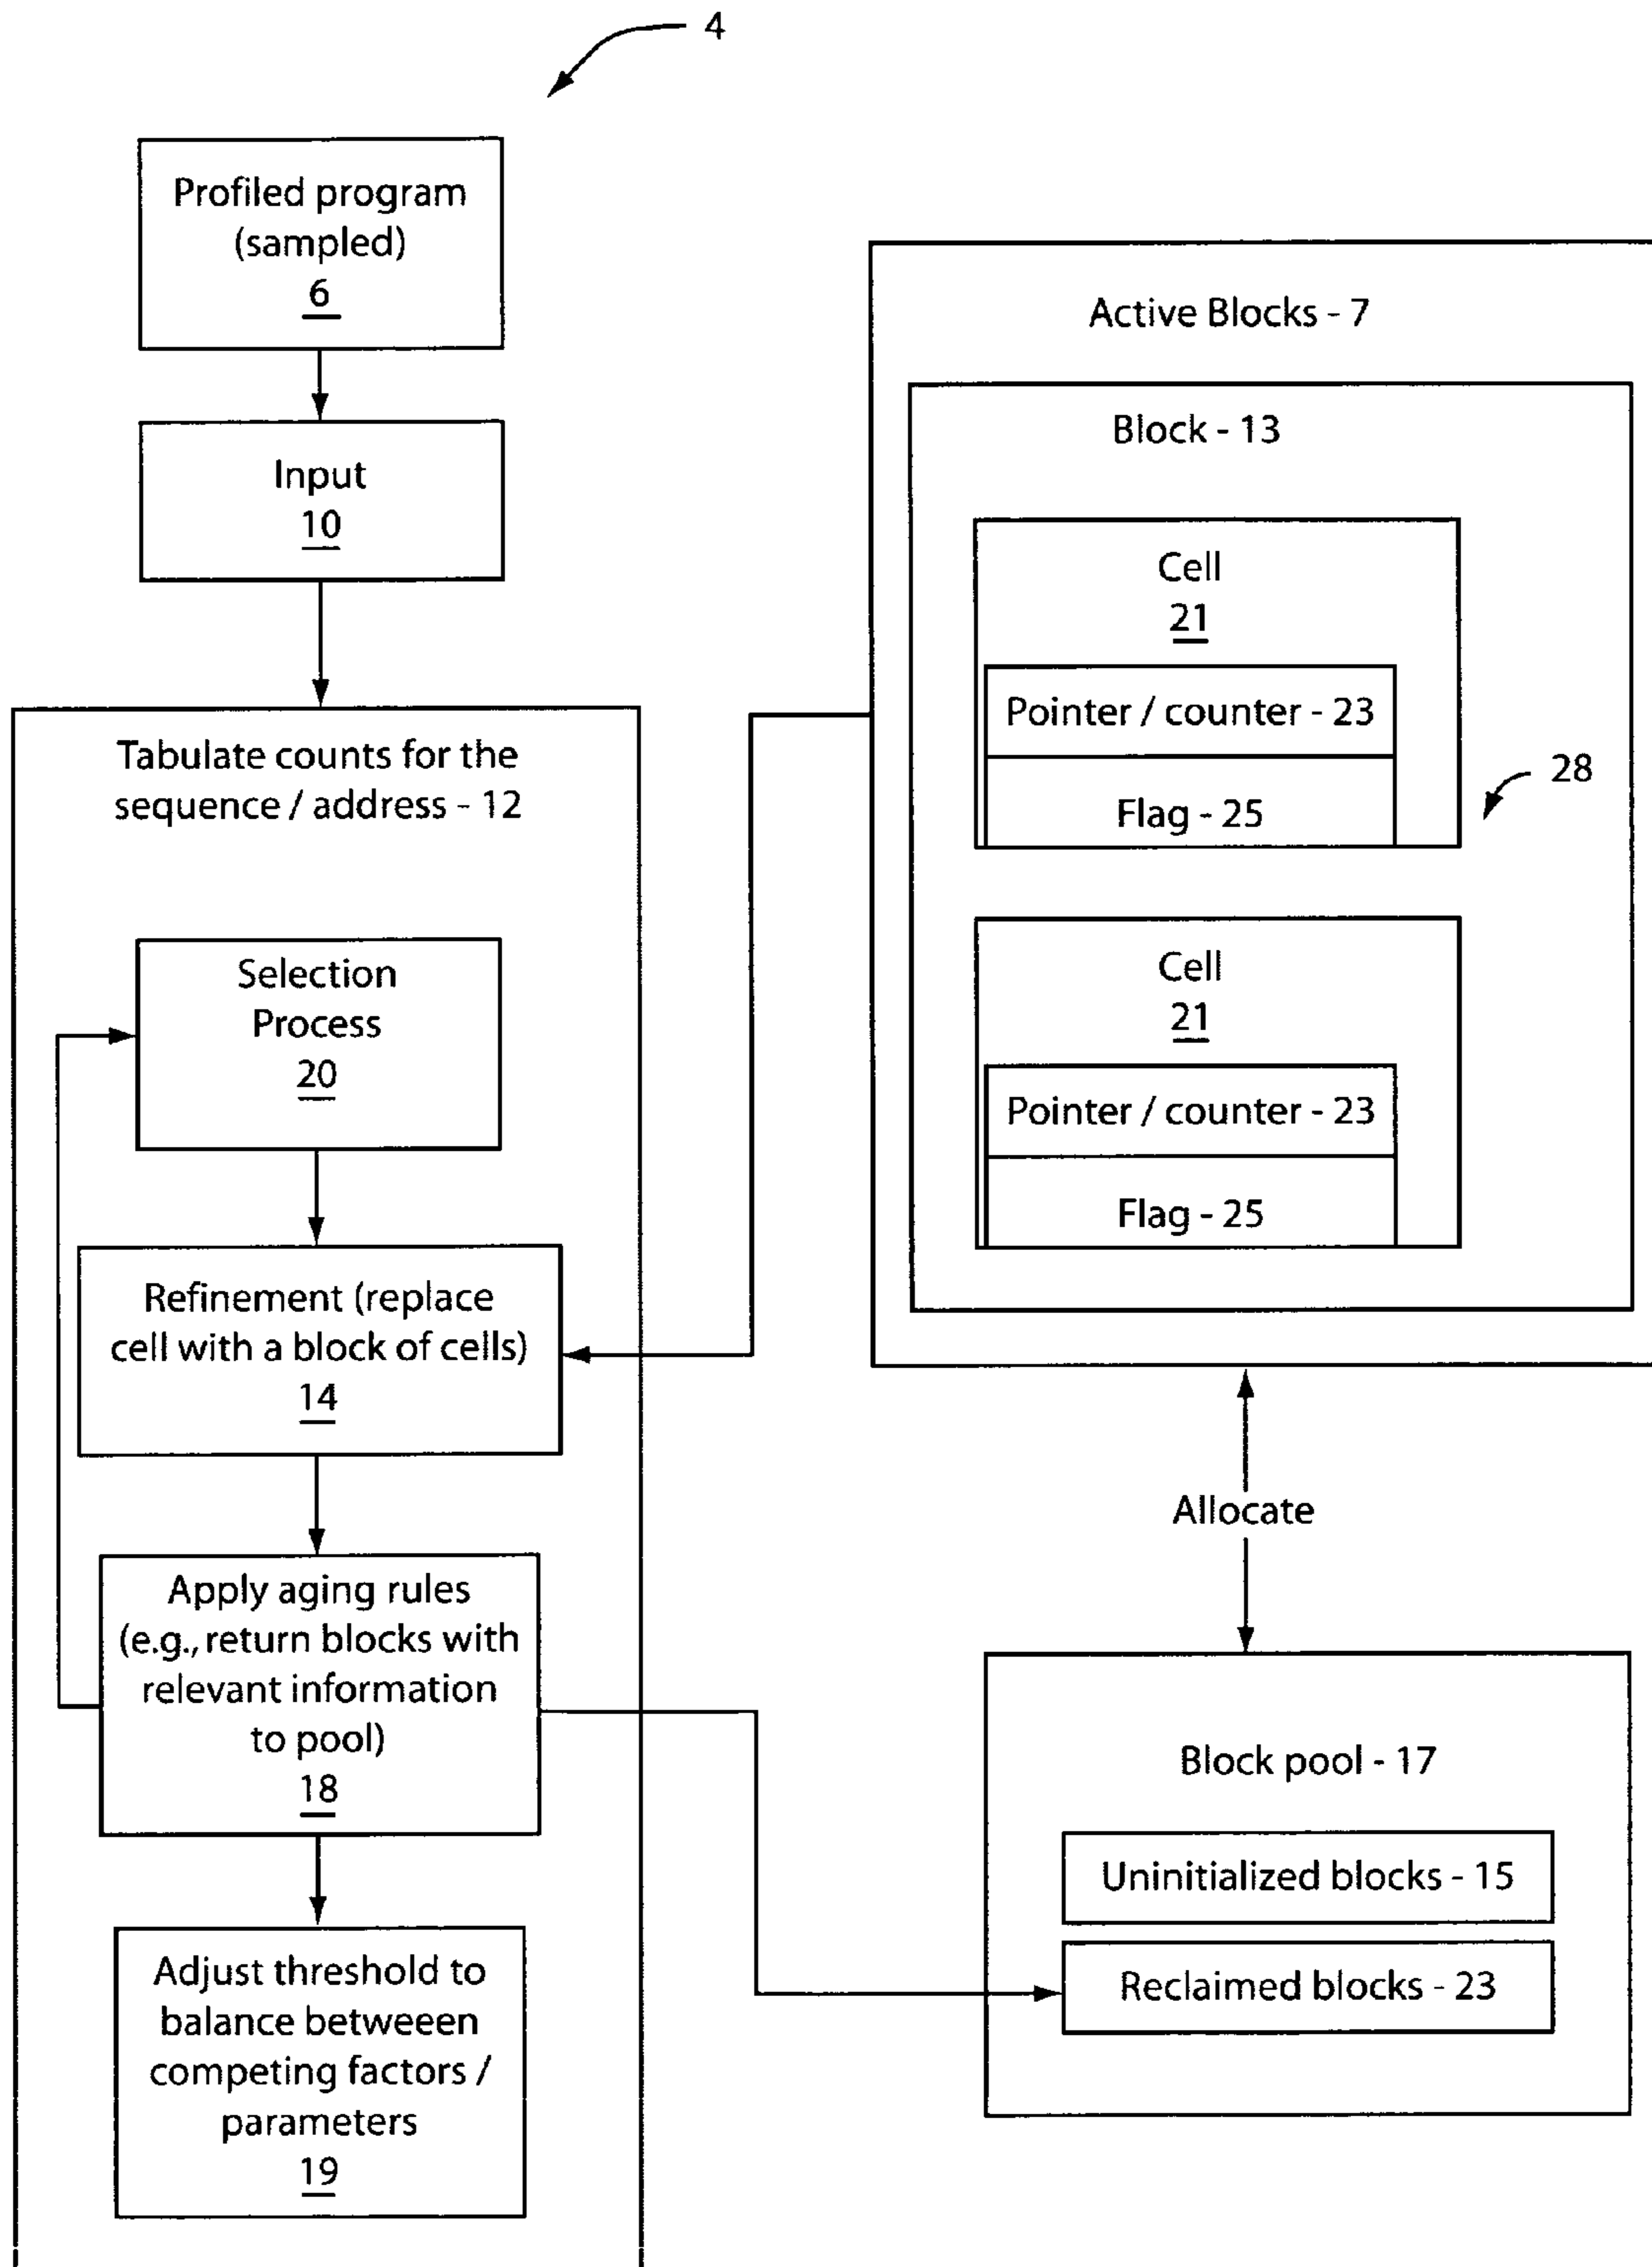 4
Profiled program
(sampled)
6
Input
10
Tabulate counts for the
sequence / address - 12
Selection
Process
20
Refinement (replace
cell with a block of cells)
14
Apply aging rules
(e.g., return blocks with
relevant information
to pool)
18
Adjust threshold to
balance betweeen
competing factors /
parameters
19
Active Blocks - 7
Block - 13
Cell
21
Pointer / counter - 23
Flag - 25
28
Cell
21
Pointer / counter - 23
Flag - 25
Allocate
Block pool - 17
Uninitialized blocks - 15
Reclaimed blocks - 23